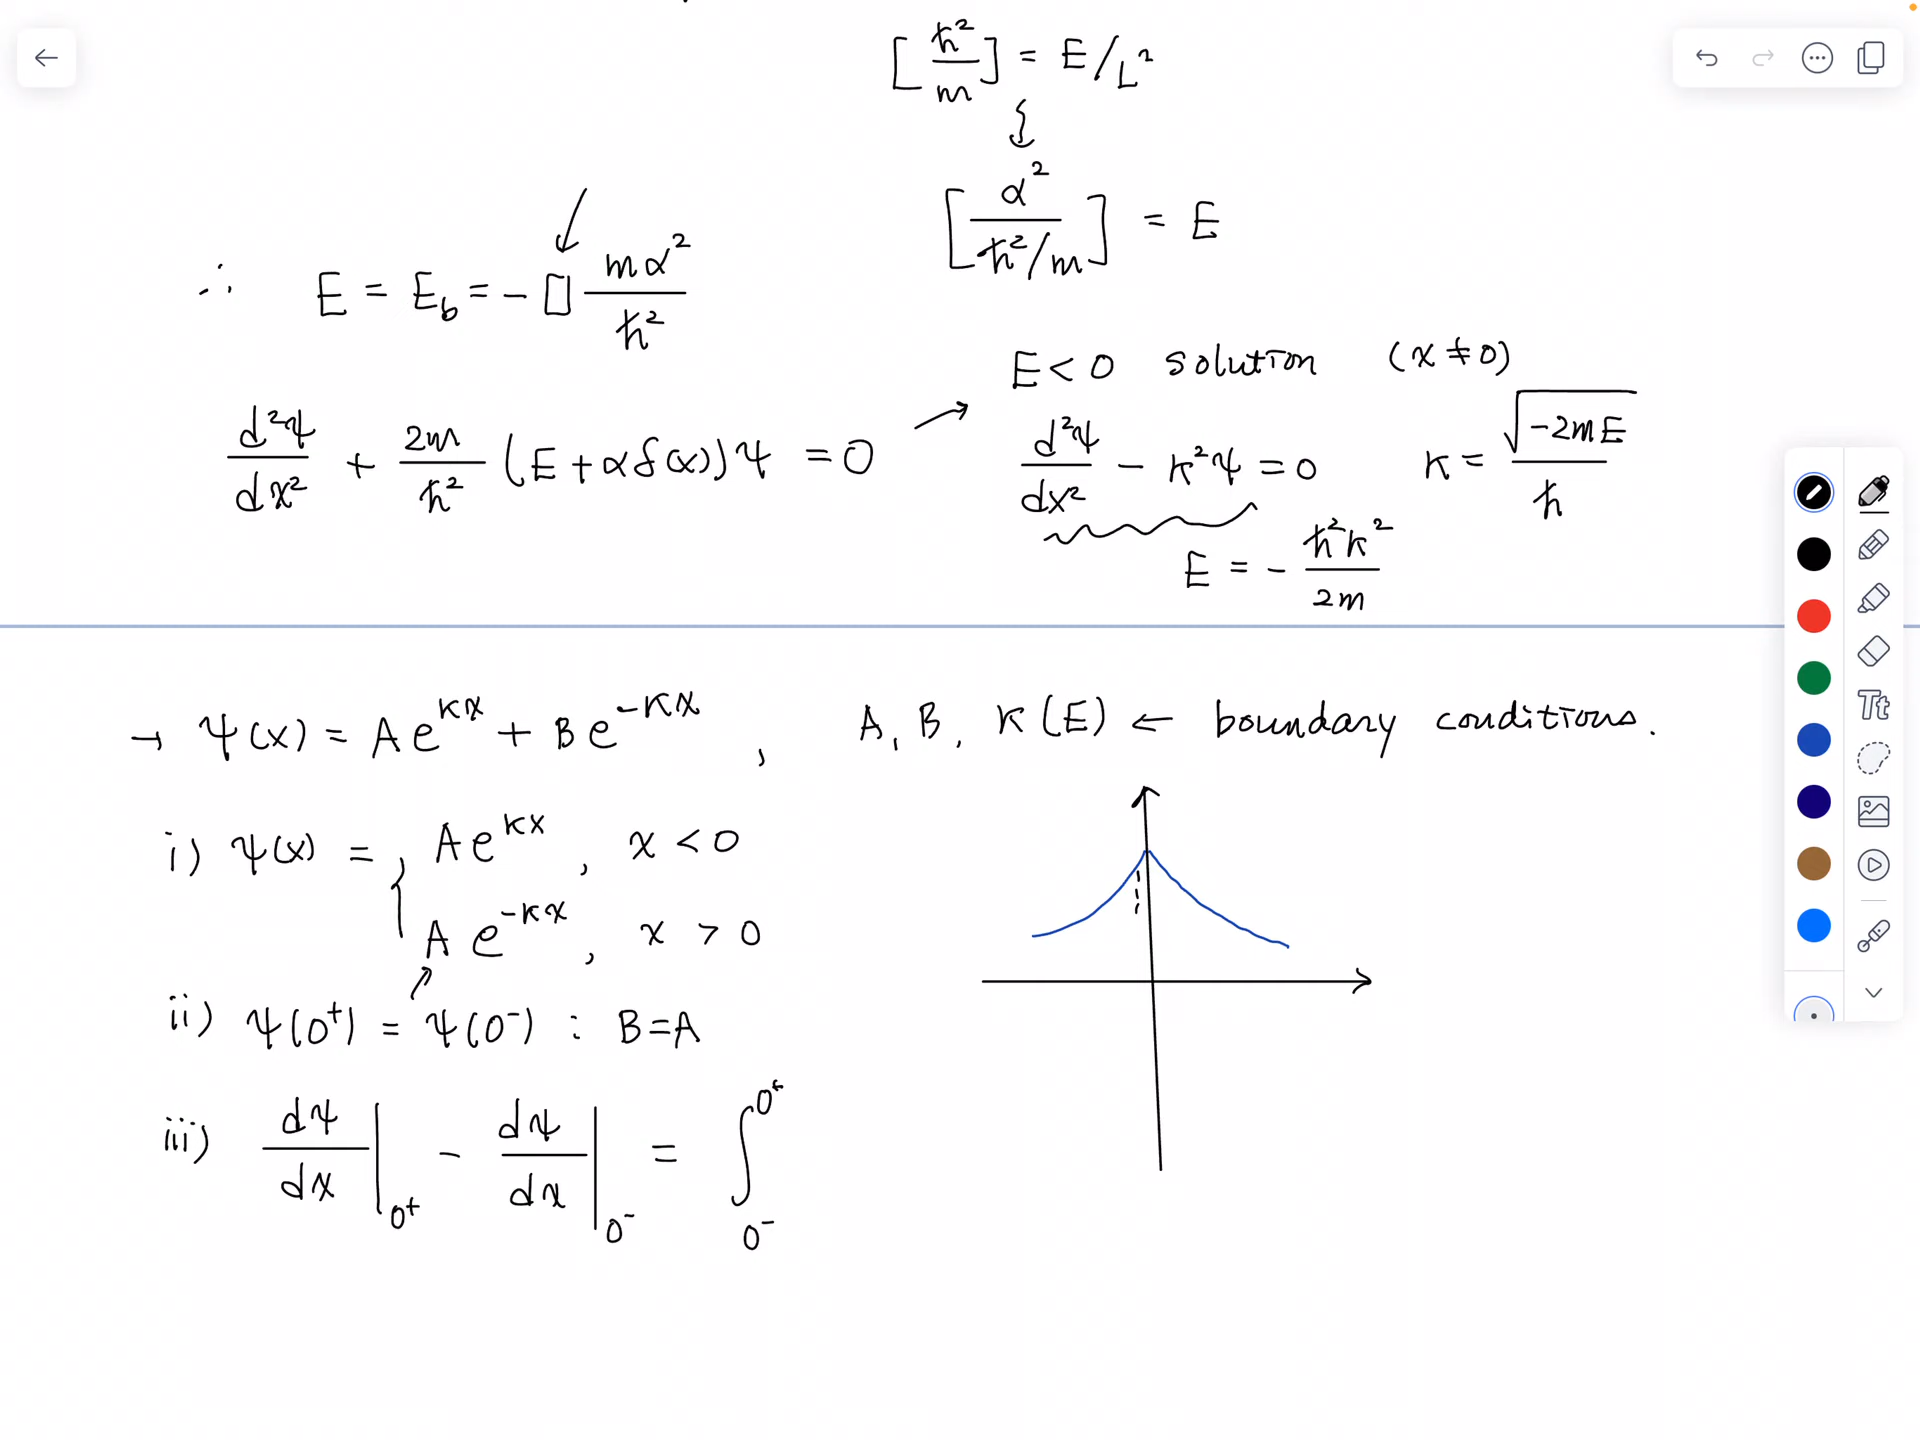 [ħ²/m] = E/L²
[α²/(ħ²/m)] = E
∴ E = E_b = - □ mα²/ħ²
E < 0 solution (x ≠ 0)
d²ψ/dx² + 2m/ħ² (E + αδ(x))ψ = 0
d²ψ/dx² - κ²ψ = 0 κ = √(-2mE)/ħ
E = - ħ²κ²/2m
→ ψ(x) = Ae^{κx} + Be^{-κx}, A, B, κ(E) ← boundary conditions.
i) ψ(x) = { Ae^{κx}, x < 0
Ae^{-κx}, x > 0
ii) ψ(0⁺) = ψ(0⁻) : B = A
iii) dψ/dx |_{0⁺} - dψ/dx |_{0⁻} = ∫_{0⁻}^{0⁺}
Tt